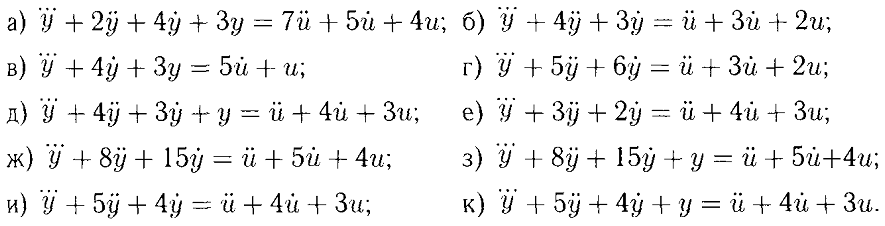 а) y⃛ + 2ÿ + 4ẏ + 3y = 7ü + 5u̇ + 4u; б) y⃛ + 4ÿ + 3ẏ = ü + 3u̇ + 2u;
в) y⃛ + 4ẏ + 3y = 5u̇ + u; г) y⃛ + 5ÿ + 6ẏ = ü + 3u̇ + 2u;
д) y⃛ + 4ÿ + 3ẏ + y = ü + 4u̇ + 3u; е) y⃛ + 3ÿ + 2ẏ = ü + 4u̇ + 3u;
ж) y⃛ + 8ÿ + 15ẏ = ü + 5u̇ + 4u; з) y⃛ + 8ÿ + 15ẏ + y = ü + 5u̇+4u;
и) y⃛ + 5ÿ + 4ẏ = ü + 4u̇ + 3u; к) y⃛ + 5ÿ + 4ẏ + y = ü + 4u̇ + 3u.